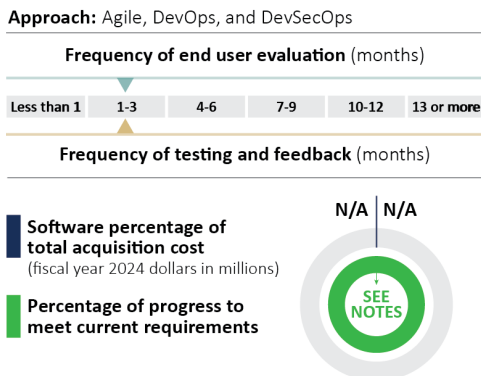 Approach: Agile, DevOps, and DevSecOps
Frequency of end user evaluation (months)
Less than 1 1-3 4-6 7-9 10-12 13 or more
Frequency of testing and feedback (months)
Software percentage of
total acquisition cost
(fiscal year 2024 dollars in millions)
Percentage of progress to
meet current requirements
N/A N/A
SEE
NOTES